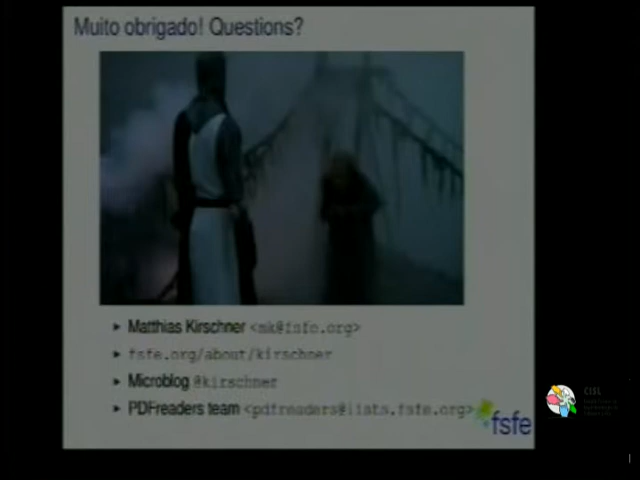 Muito obrigado! Questions?
Matthias Kirschner <mk@fsfe.org>
fsfe.org/about/kirschner
Microblog @kirschner
PDFreaders team <pdfreaders@lists.fsfe.org>
fsfe
CISL